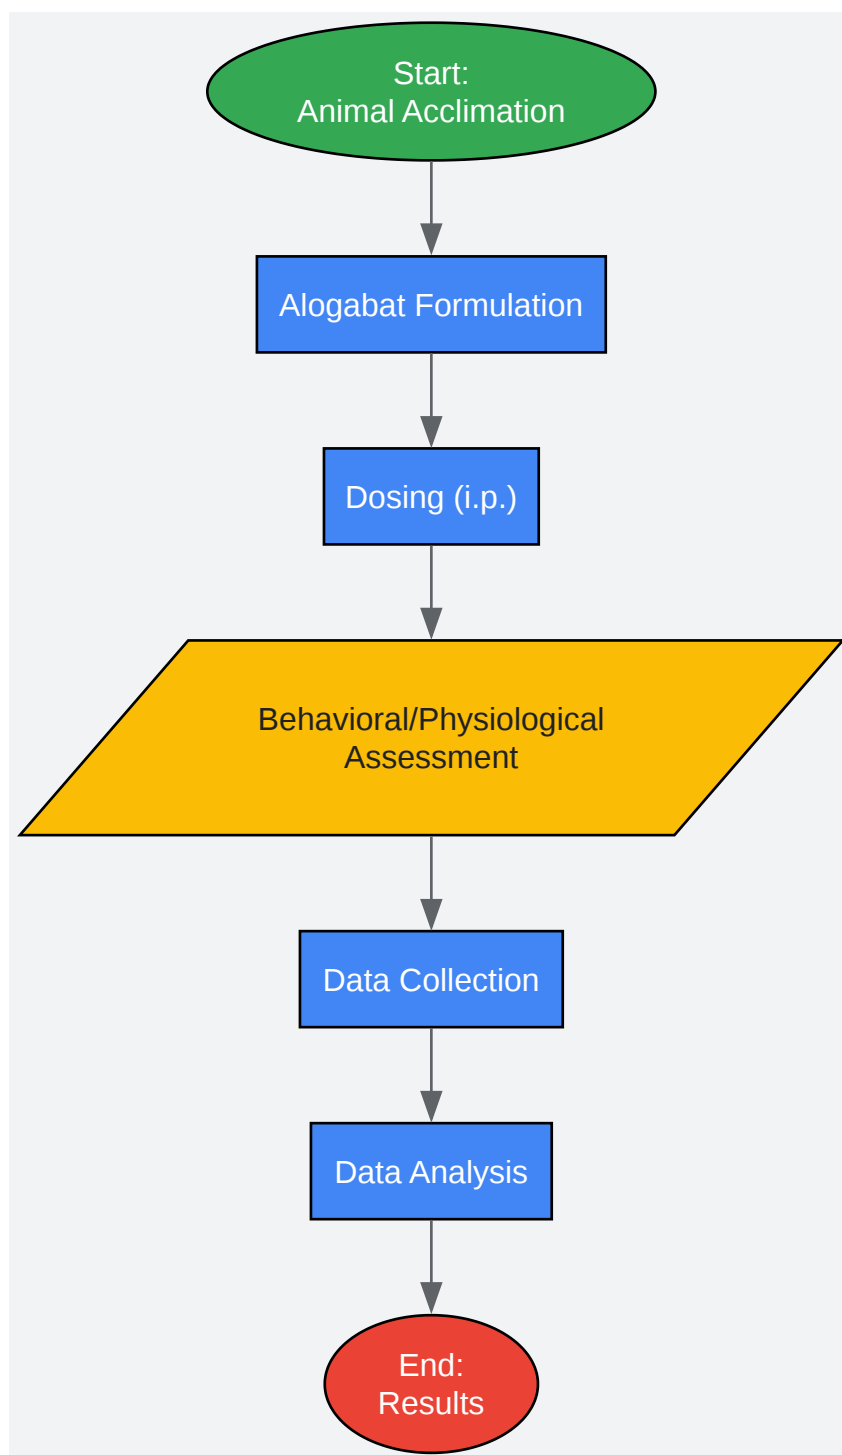 Start:
Animal Acclimation
Alogabat Formulation
Dosing (i.p.)
Behavioral/Physiological
Assessment
Data Collection
Data Analysis
End:
Results